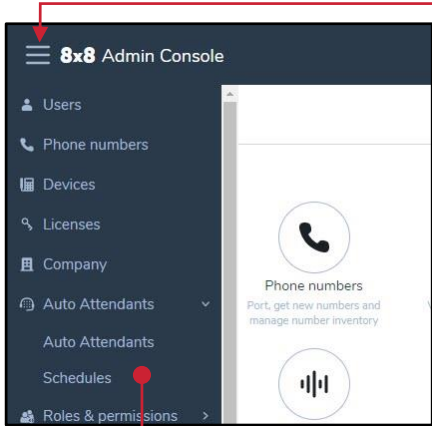 8x8 Admin Console
Users
Phone numbers
Devices
Licenses
Company
Auto Attendants
Auto Attendants
Schedules
Roles & permissions
Phone numbers
Port, get new numbers and
manage number inventory